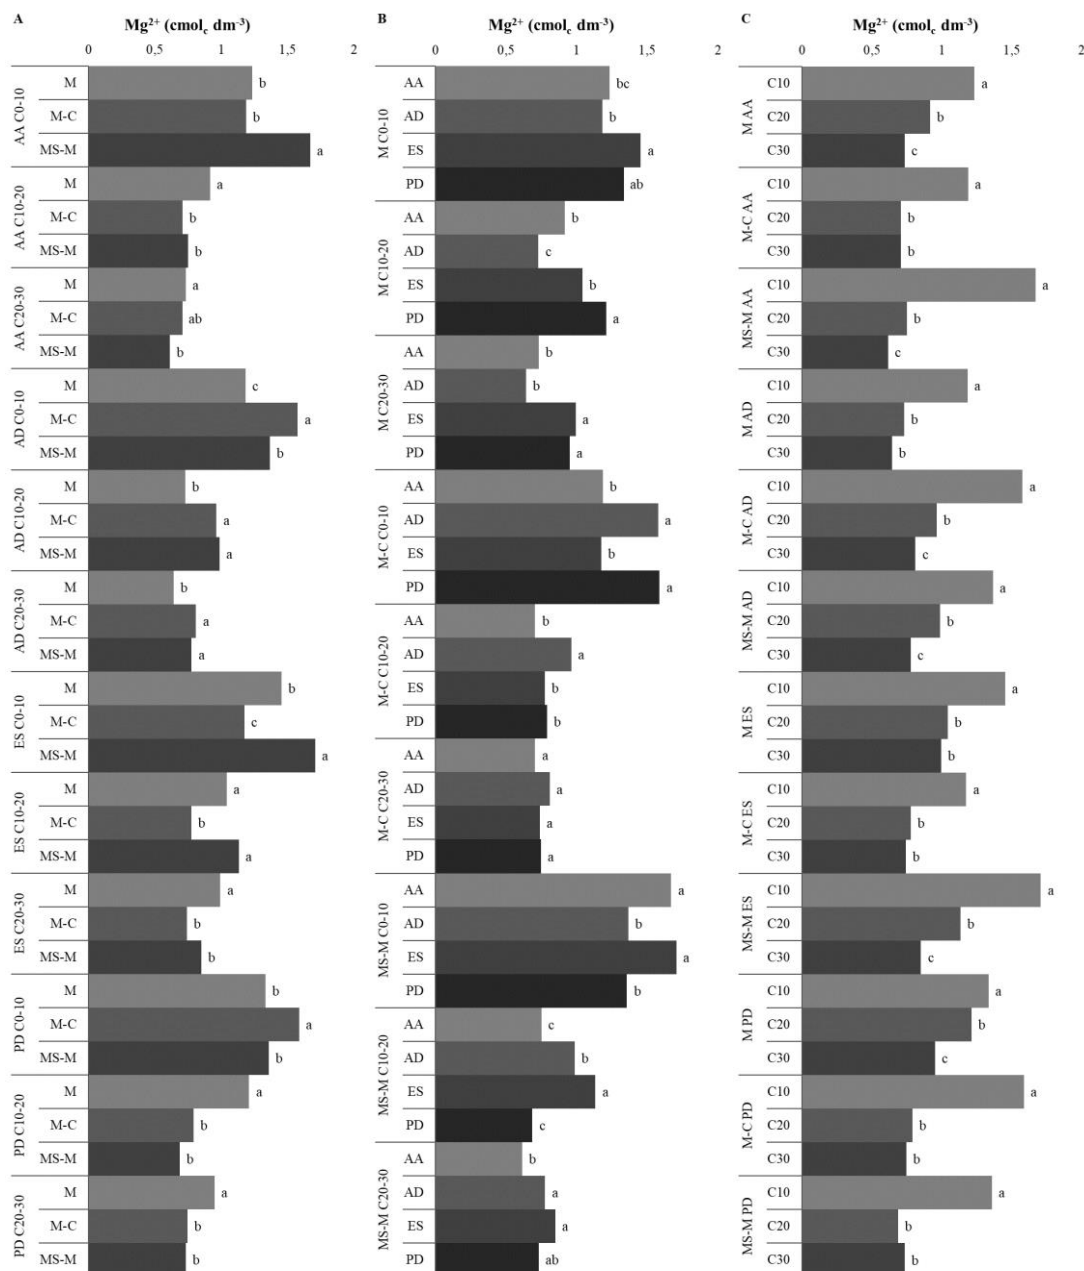 A
Mg²⁺ (cmolc dm⁻³)
0 0,5 1 1,5 2
AA C0-10
M b
M-C b
MS-M a
AA C10-20
M a
M-C b
MS-M b
AA C20-30
M a
M-C ab
MS-M b
AD C0-10
M c
M-C a
MS-M b
AD C10-20
M b
M-C a
MS-M a
AD C20-30
M b
M-C a
MS-M a
ES C0-10
M b
M-C c
MS-M a
ES C10-20
M a
M-C b
MS-M a
ES C20-30
M a
M-C b
MS-M b
PD C0-10
M b
M-C a
MS-M b
PD C10-20
M a
M-C b
MS-M b
PD C20-30
M a
M-C b
MS-M b
B
Mg²⁺ (cmolc dm⁻³)
0 0,5 1 1,5 2
M C0-10
AA bc
AD b
ES a
PD ab
M C10-20
AA b
AD c
ES b
PD a
M C20-30
AA b
AD b
ES a
PD a
M-C C0-10
AA b
AD a
ES b
PD a
M-C C10-20
AA b
AD a
ES b
PD b
M-C C20-30
AA a
AD a
ES a
PD a
MS-M C0-10
AA a
AD b
ES a
PD b
MS-M C10-20
AA c
AD b
ES a
PD c
MS-M C20-30
AA b
AD a
ES a
PD ab
C
Mg²⁺ (cmolc dm⁻³)
0 0,5 1 1,5 2
M AA
C10 a
C20 b
C30 c
M-C AA
C10 a
C20 b
C30 b
MS-M AA
C10 a
C20 b
C30 c
M AD
C10 a
C20 b
C30 b
M-C AD
C10 a
C20 b
C30 c
MS-M AD
C10 a
C20 b
C30 c
M ES
C10 a
C20 b
C30 b
M-C ES
C10 a
C20 b
C30 b
MS-M ES
C10 a
C20 b
C30 c
M PD
C10 a
C20 b
C30 c
M-C PD
C10 a
C20 b
C30 b
MS-M PD
C10 a
C20 b
C30 b